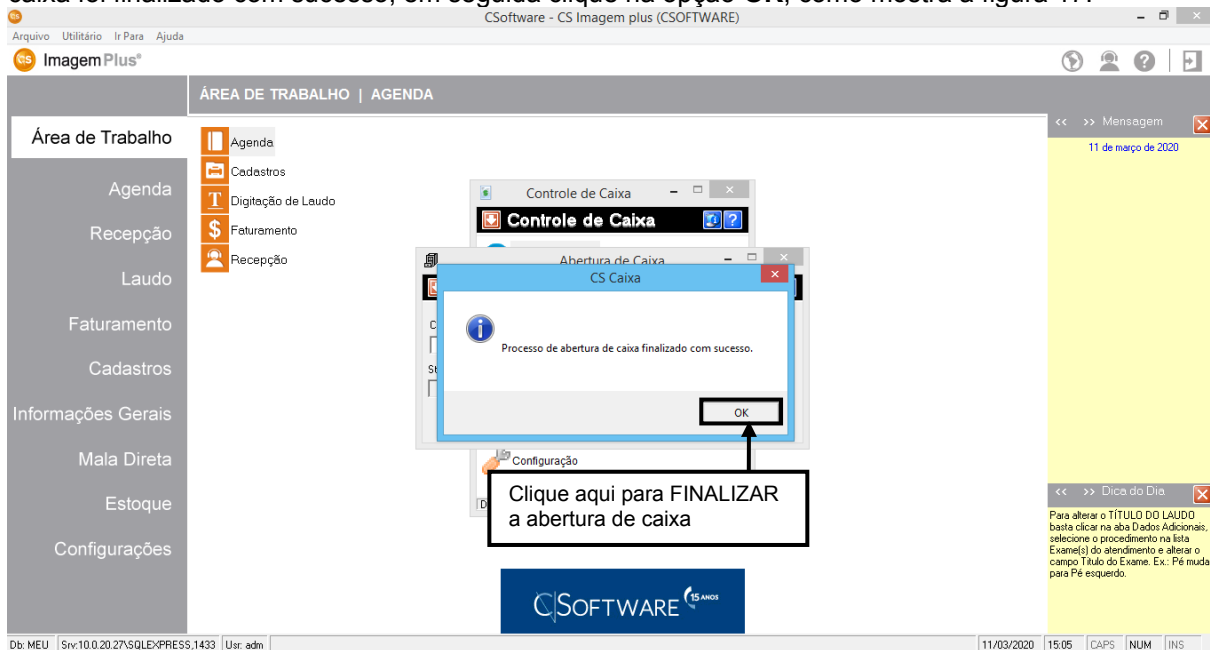 CSoftware - CS Imagem plus (CSOFTWARE)
Arquivo Utilitário Ir Para Ajuda
CS Imagem Plus®
ÁREA DE TRABALHO | AGENDA
Área de Trabalho
Agenda
Recepção
Laudo
Faturamento
Cadastros
Informações Gerais
Mala Direta
Estoque
Configurações
Agenda
Cadastros
Digitação de Laudo
Faturamento
Recepção
Controle de Caixa
Controle de Caixa
Abertura de Caixa
CS Caixa
Processo de abertura de caixa finalizado com sucesso.
OK
Configuração
Clique aqui para FINALIZAR
a abertura de caixa
CSOFTWARE 15 ANOS
<< >> Mensagem
11 de março de 2020
<< >> Dica do Dia
Para alterar o TÍTULO DO LAUDO
basta clicar na aba Dados Adicionais,
selecione o procedimento na lista
Exame(s) do atendimento e alterar o
campo Titulo do Exame. Ex.: Pé muda
para Pé esquerdo.
Db: MEU Srv:10.0.20.27\SQLEXPRESS,1433 Usr: adm 11/03/2020 15:05 CAPS NUM INS